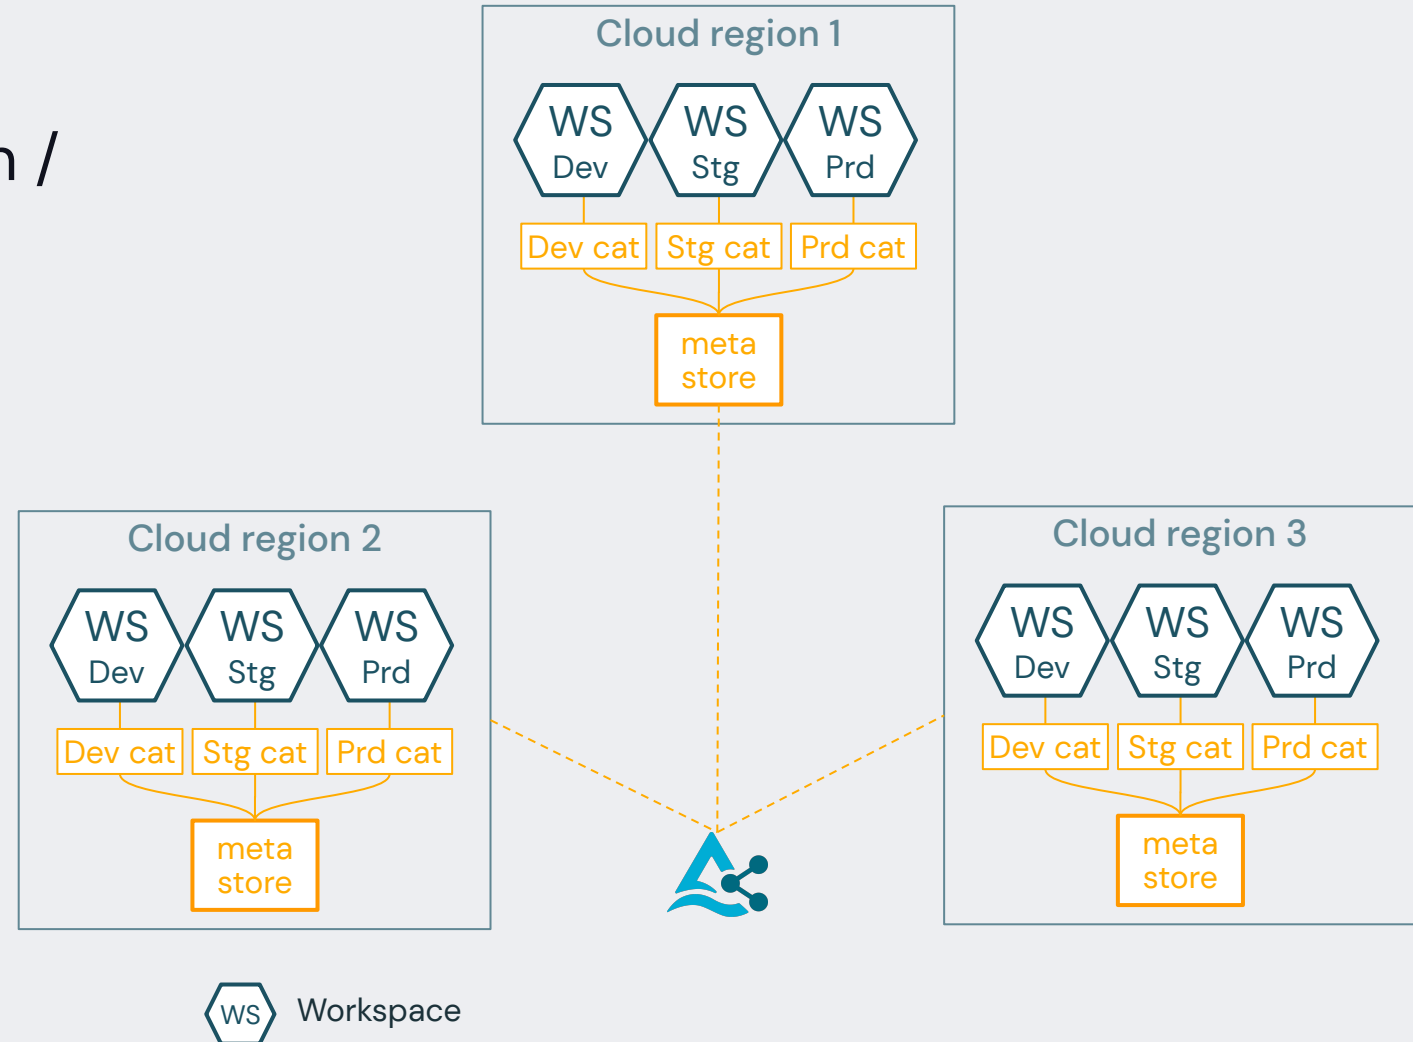 Cloud region 1
WS WS WS
Dev Stg Prd
/
Dev cat Stg cat Prd cat
meta
store
Cloud region 2
WS WS WS
Dev Stg Prd
Dev cat Stg cat Prd cat
meta
store
Cloud region 3
WS WS WS
Dev Stg Prd
Dev cat Stg cat Prd cat
meta
store
WS Workspace